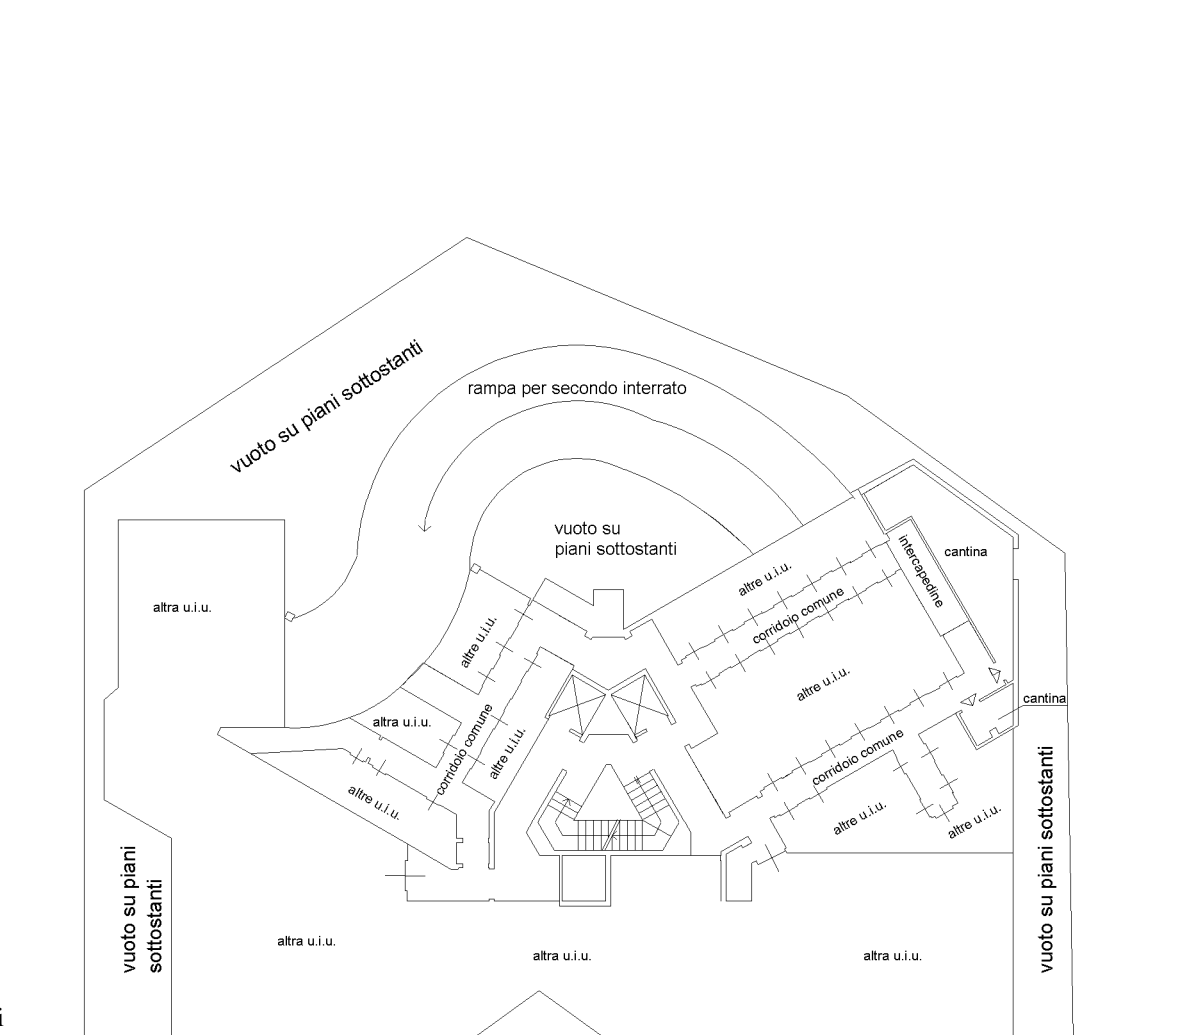 vuoto su piani sottostanti
rampa per secondo interrato
vuoto su
piani sottostanti
intercapedine
cantina
altre u.i.u.
corridoio comune
altra u.i.u.
altre u.i.u.
altre u.i.u.
cantina
altra u.i.u.
corridoio comune
altre u.i.u.
corridoio comune
altre u.i.u.
altre u.i.u.
altre u.i.u.
vuoto su piani
sottostanti
vuoto su piani sottostanti
altra u.i.u.
altra u.i.u.
altra u.i.u.
i